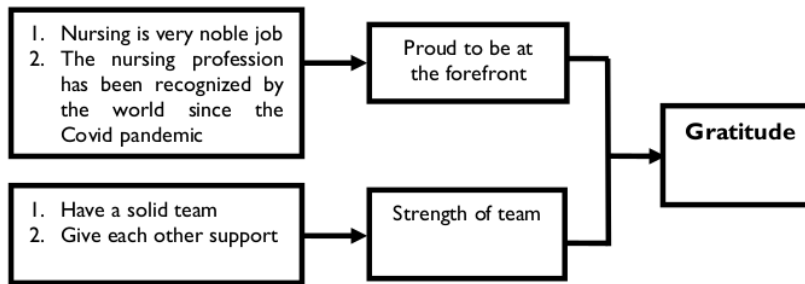 1. Nursing is very noble job
2. The nursing profession
has been recognized by
the world since the
Covid pandemic
Proud to be at
the forefront
Gratitude
1. Have a solid team
2. Give each other support
Strength of team